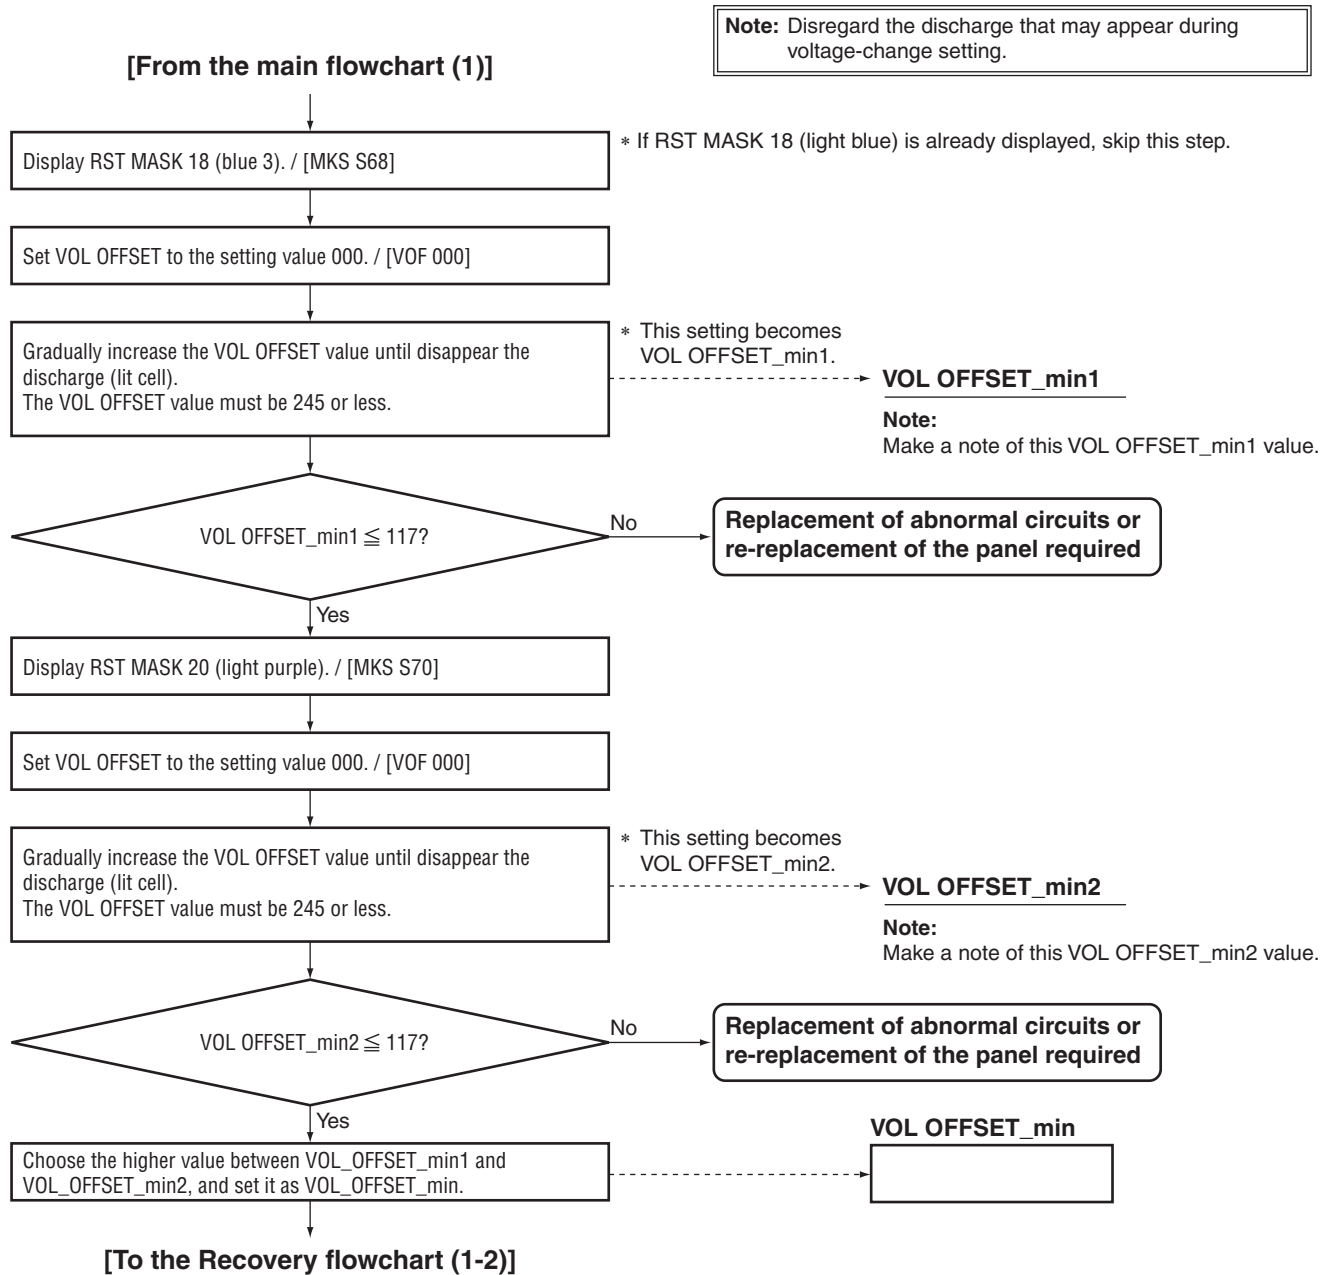 Note: Disregard the discharge that may appear during
voltage-change setting.
[From the main flowchart (1)]
Display RST MASK 18 (blue 3). / [MKS S68]
* If RST MASK 18 (light blue) is already displayed, skip this step.
Set VOL OFFSET to the setting value 000. / [VOF 000]
Gradually increase the VOL OFFSET value until disappear the
discharge (lit cell).
The VOL OFFSET value must be 245 or less.
* This setting becomes
VOL OFFSET_min1.
VOL OFFSET_min1
Note:
Make a note of this VOL OFFSET_min1 value.
VOL OFFSET_min1 ≦ 117?
No
Replacement of abnormal circuits or
re-replacement of the panel required
Yes
Display RST MASK 20 (light purple). / [MKS S70]
Set VOL OFFSET to the setting value 000. / [VOF 000]
Gradually increase the VOL OFFSET value until disappear the
discharge (lit cell).
The VOL OFFSET value must be 245 or less.
* This setting becomes
VOL OFFSET_min2.
VOL OFFSET_min2
Note:
Make a note of this VOL OFFSET_min2 value.
VOL OFFSET_min2 ≦ 117?
No
Replacement of abnormal circuits or
re-replacement of the panel required
Yes
Choose the higher value between VOL_OFFSET_min1 and
VOL_OFFSET_min2, and set it as VOL_OFFSET_min.
VOL OFFSET_min
[To the Recovery flowchart (1-2)]